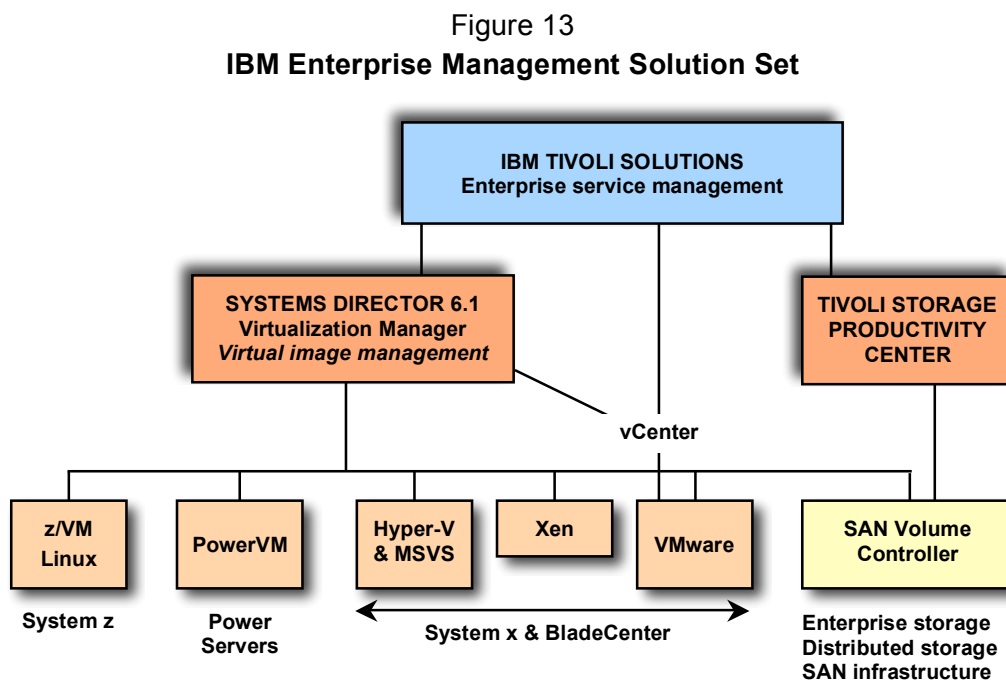 Figure 13
IBM Enterprise Management Solution Set
IBM TIVOLI SOLUTIONS
Enterprise service management
SYSTEMS DIRECTOR 6.1
Virtualization Manager
Virtual image management
TIVOLI STORAGE
PRODUCTIVITY
CENTER
vCenter
z/VM
Linux
PowerVM
Hyper-V
& MSVS
Xen
VMware
SAN Volume
Controller
System z
Power
Servers
System x & BladeCenter
Enterprise storage
Distributed storage
SAN infrastructure